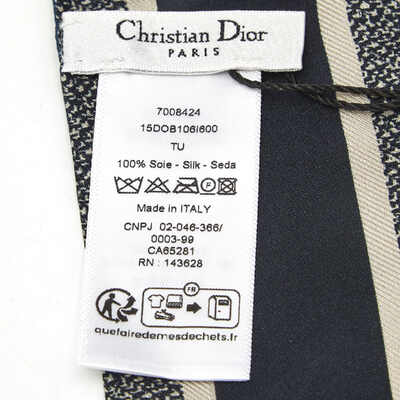 Christian Dior
PARIS
7008424
15DOB106I600
TU
100% Soie - Silk - Seda
Made in ITALY
CNPJ 02-046-366/
0003-99
CA65281
RN : 143628
FR
quefairedemesdechets.fr